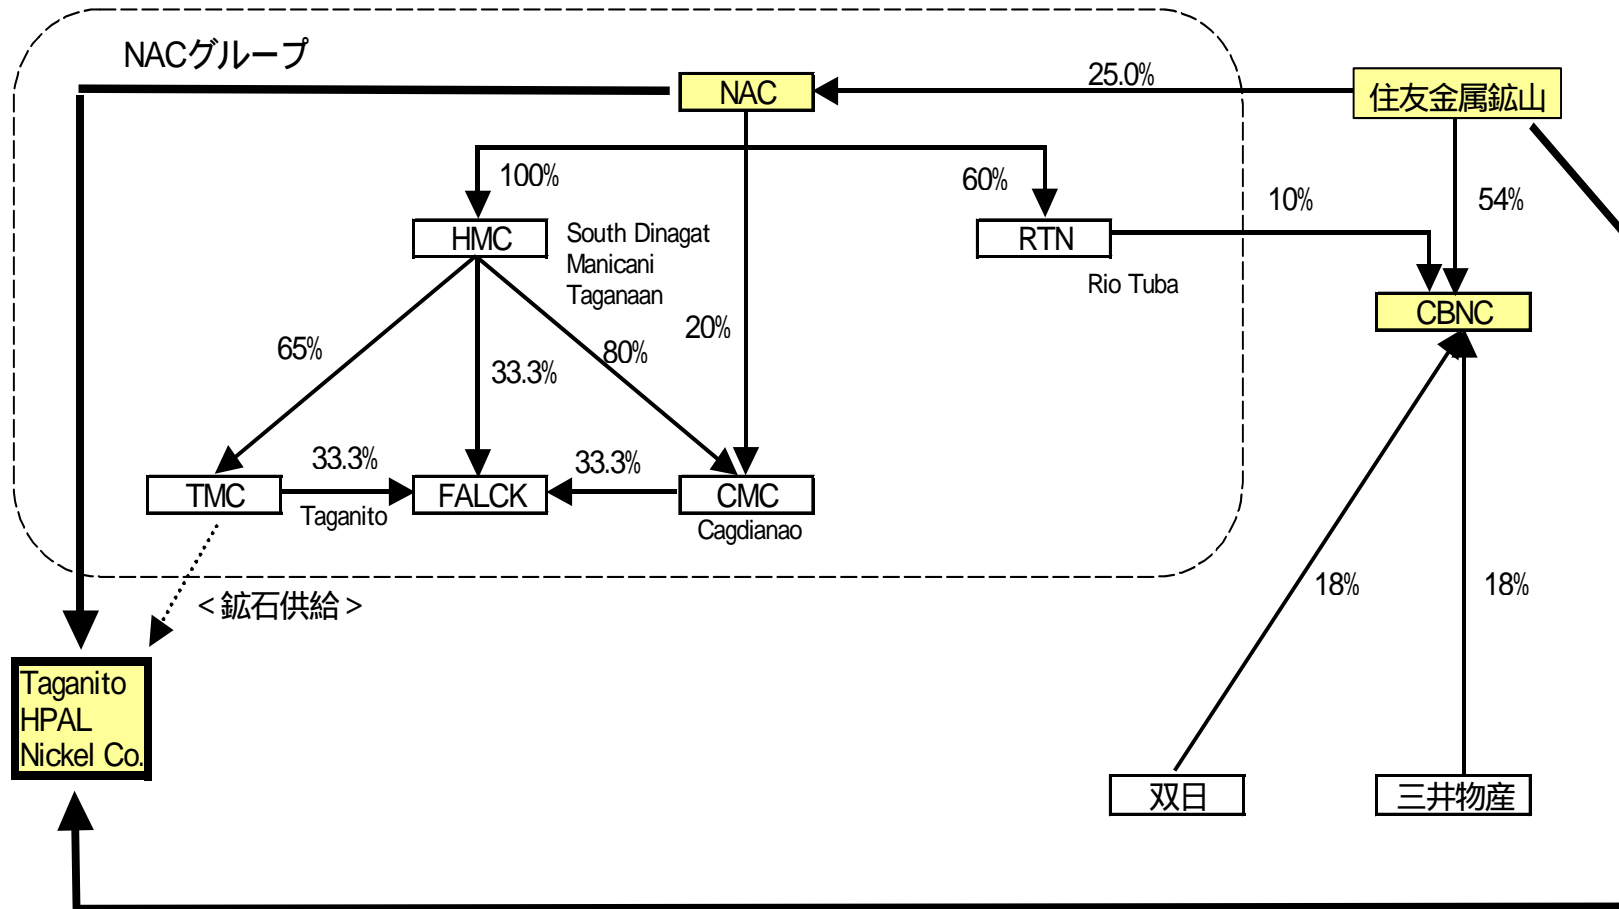 NACグループ
NAC
25.0%
住友金属鉱山
100%
60%
10%
54%
HMC
South Dinagat
Manicani
Taganaan
RTN
Rio Tuba
CBNC
65%
33.3%
80%
20%
33.3%
33.3%
TMC
Taganito
FALCK
CMC
Cagdianao
<鉱石供給>
18%
18%
Taganito
HPAL
Nickel Co.
双日
三井物産